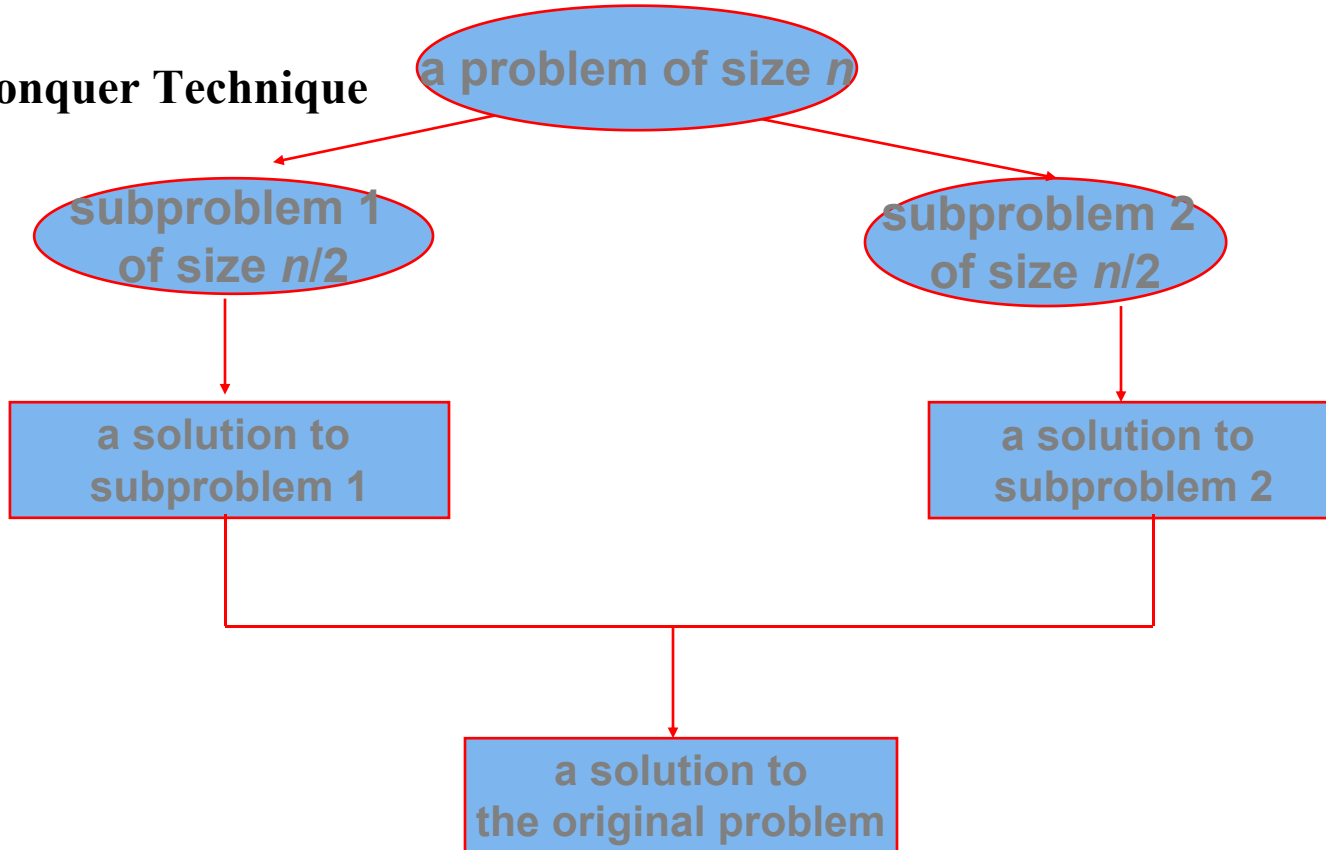 a problem of size n
onquer Technique
subproblem 1
of size n/2
subproblem 2
of size n/2
a solution to
subproblem 1
a solution to
subproblem 2
a solution to
the original problem